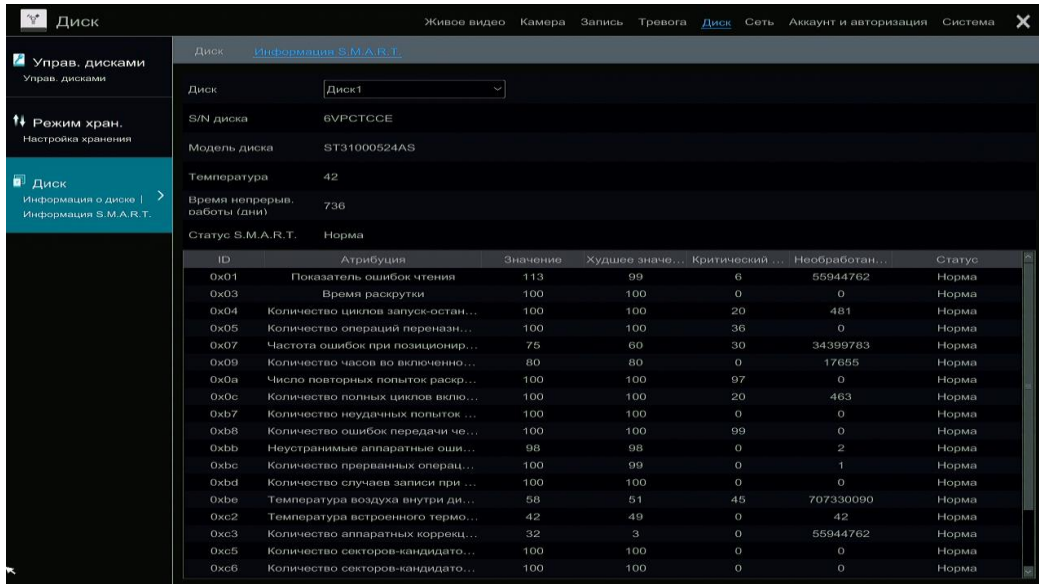 Диск
Живое видео Камера Запись Тревога Диск Сеть Аккаунт и авторизация Система
Управ. дисками
Управ. дисками
Режим хран.
Настройка хранения
Диск
Информация о диске |
Информация S.M.A.R.T.
Диск Информация S.M.A.R.T.
Диск Диск1
S/N диска 6VPCTCCE
Модель диска ST31000524AS
Температура 42
Время непрерыв.
работы (дни) 736
Статус S.M.A.R.T. Норма
ID Атрибуция Значение Худшее значе... Критический ... Необработан... Статус
0x01 Показатель ошибок чтения 113 99 6 55944762 Норма
0x03 Время раскрутки 100 100 0 0 Норма
0x04 Количество циклов запуск-остан... 100 100 20 481 Норма
0x05 Количество операций переназн... 100 100 36 0 Норма
0x07 Частота ошибок при позиционир... 75 60 30 34399783 Норма
0x09 Количество часов во включенно... 80 80 0 17655 Норма
0x0a Число повторных попыток раскр... 100 100 97 0 Норма
0x0c Количество полных циклов вклю... 100 100 20 463 Норма
0xb7 Количество неудачных попыток ... 100 100 0 0 Норма
0xb8 Количество ошибок передачи че... 100 100 99 0 Норма
0xbb Неустранимые аппаратные оши... 98 98 0 2 Норма
0xbc Количество прерванных операц... 100 99 0 1 Норма
0xbd Количество случаев записи при ... 100 100 0 0 Норма
0xbe Температура воздуха внутри ди... 58 51 45 707330090 Норма
0xc2 Температура встроенного термо... 42 49 0 42 Норма
0xc3 Количество аппаратных коррекц... 32 3 0 55944762 Норма
0xc5 Количество секторов-кандидато... 100 100 0 0 Норма
0xc6 Количество секторов-кандидато... 100 100 0 0 Норма